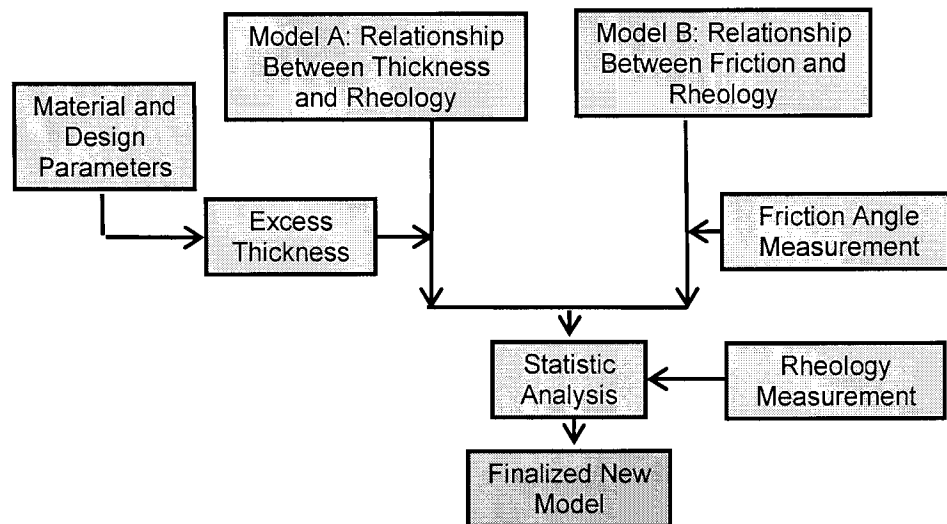 Model A: Relationship
Between Thickness
and Rheology
Model B: Relationship
Between Friction and
Rheology
Material and
Design
Parameters
Excess
Thickness
Friction Angle
Measurement
Statistic
Analysis
Rheology
Measurement
Finalized New
Model